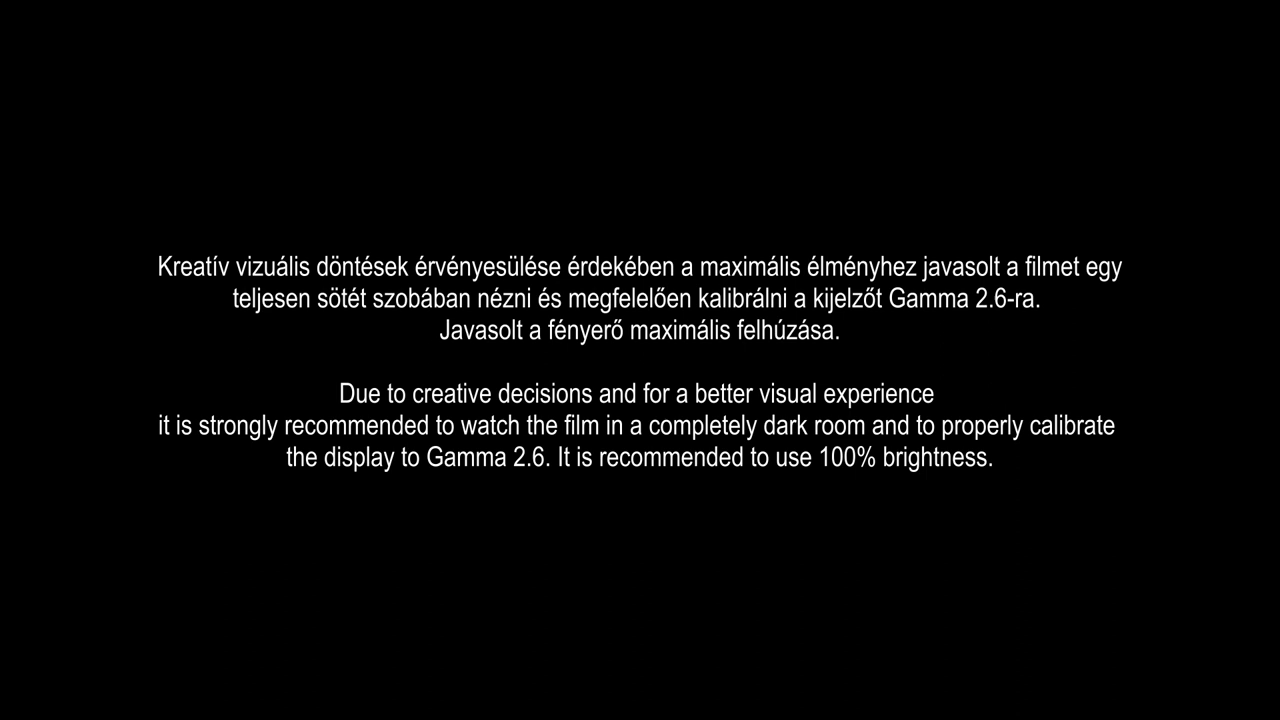 Kreatív vizuális döntések érvényesülése érdekében a maximális élményhez javasolt a filmet egy
teljesen sötét szobában nézni és megfelelően kalibrálni a kijelzőt Gamma 2.6-ra.
Javasolt a fényerő maximális felhúzása.
Due to creative decisions and for a better visual experience
it is strongly recommended to watch the film in a completely dark room and to properly calibrate
the display to Gamma 2.6. It is recommended to use 100% brightness.